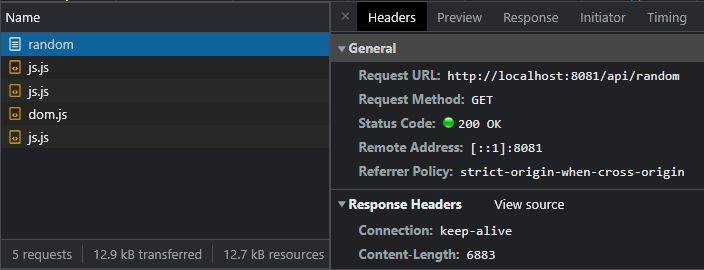 Name
random
js.js
js.js
dom.js
js.js
5 requests 12.9 kB transferred 12.7 kB resources
Headers Preview Response Initiator Timing
General
Request URL: http://localhost:8081/api/random
Request Method: GET
Status Code: 200 OK
Remote Address: [::1]:8081
Referrer Policy: strict-origin-when-cross-origin
Response Headers View source
Connection: keep-alive
Content-Length: 6883